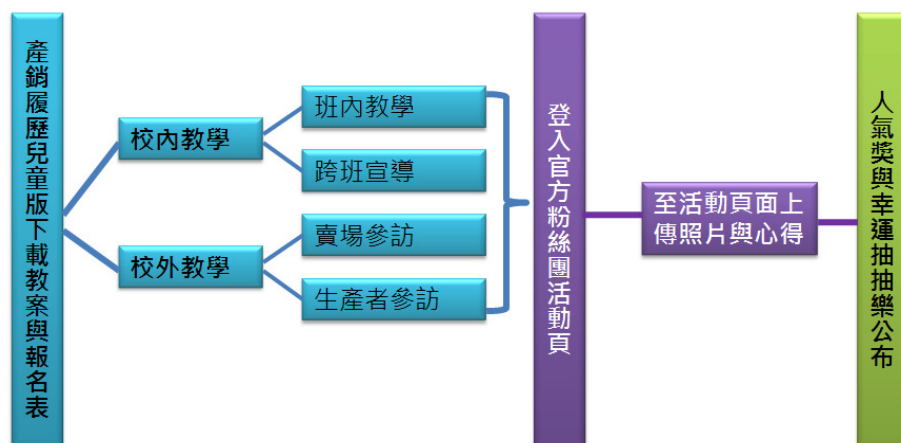 產銷履歷兒童版下載教案與報名表
校內教學
校外教學
班內教學
跨班宣導
賣場參訪
生產者參訪
登入官方粉絲團活動頁
至活動頁面上
傳照片與心得
人氣獎與幸運抽抽樂公布